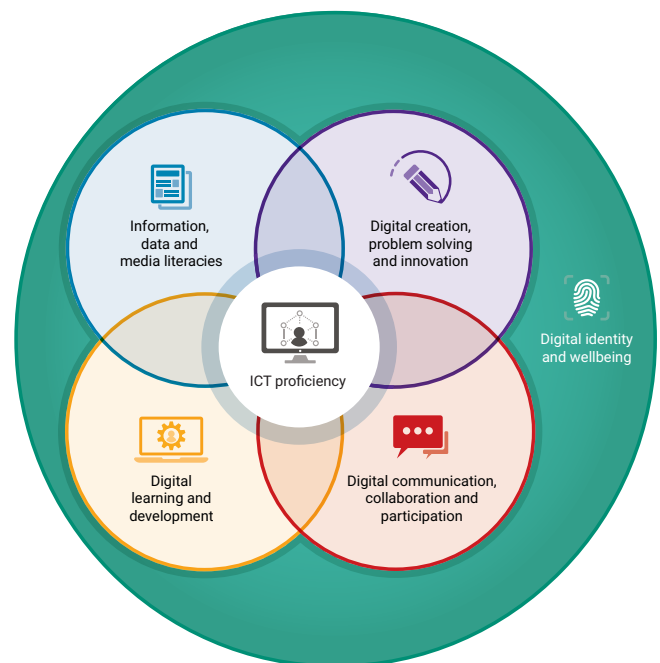 Information,
data and
media literacies
Digital creation,
problem solving
and innovation
Digital identity
and wellbeing
ICT proficiency
Digital
learning and
development
Digital communication,
collaboration and
participation